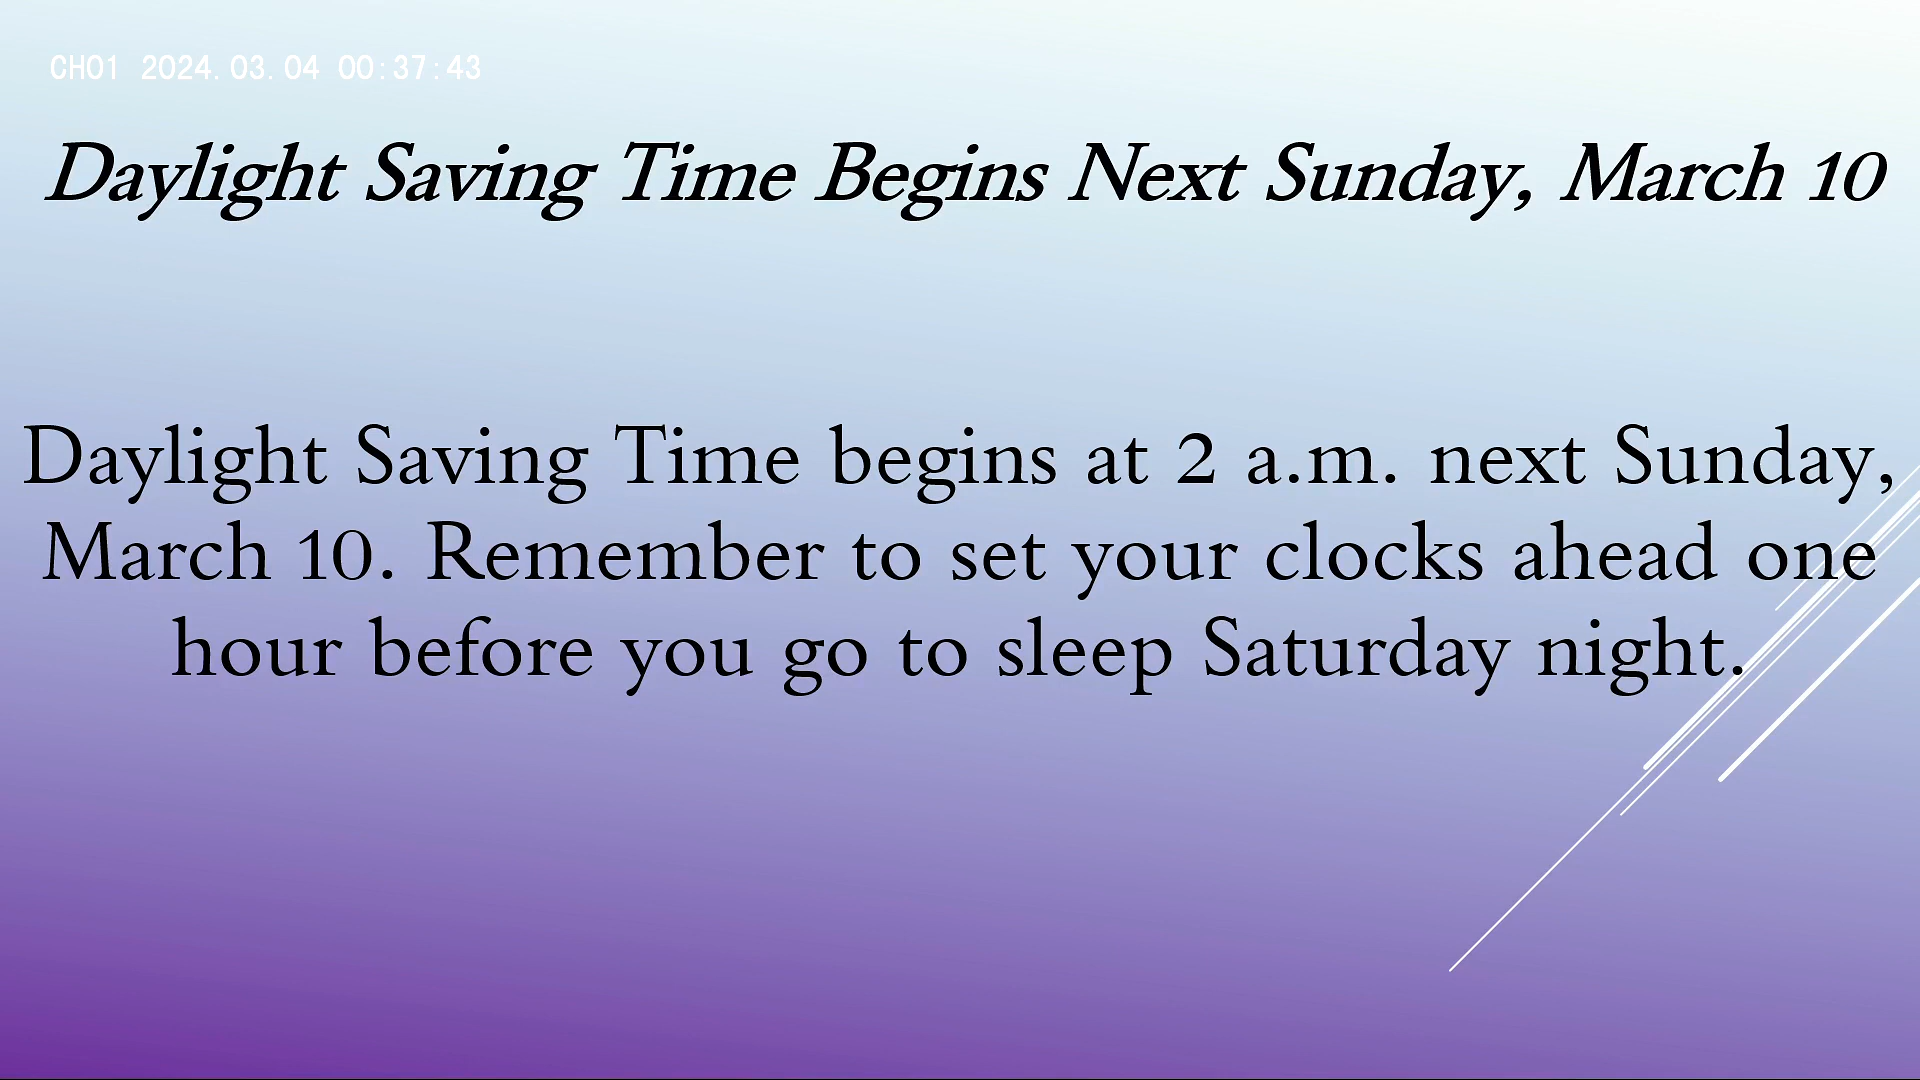 CH01 2024.03.04 00:37:43
Daylight Saving Time Begins Next Sunday, March 10
Daylight Saving Time begins at 2 a.m. next Sunday,
March 10. Remember to set your clocks ahead one
hour before you go to sleep Saturday night.